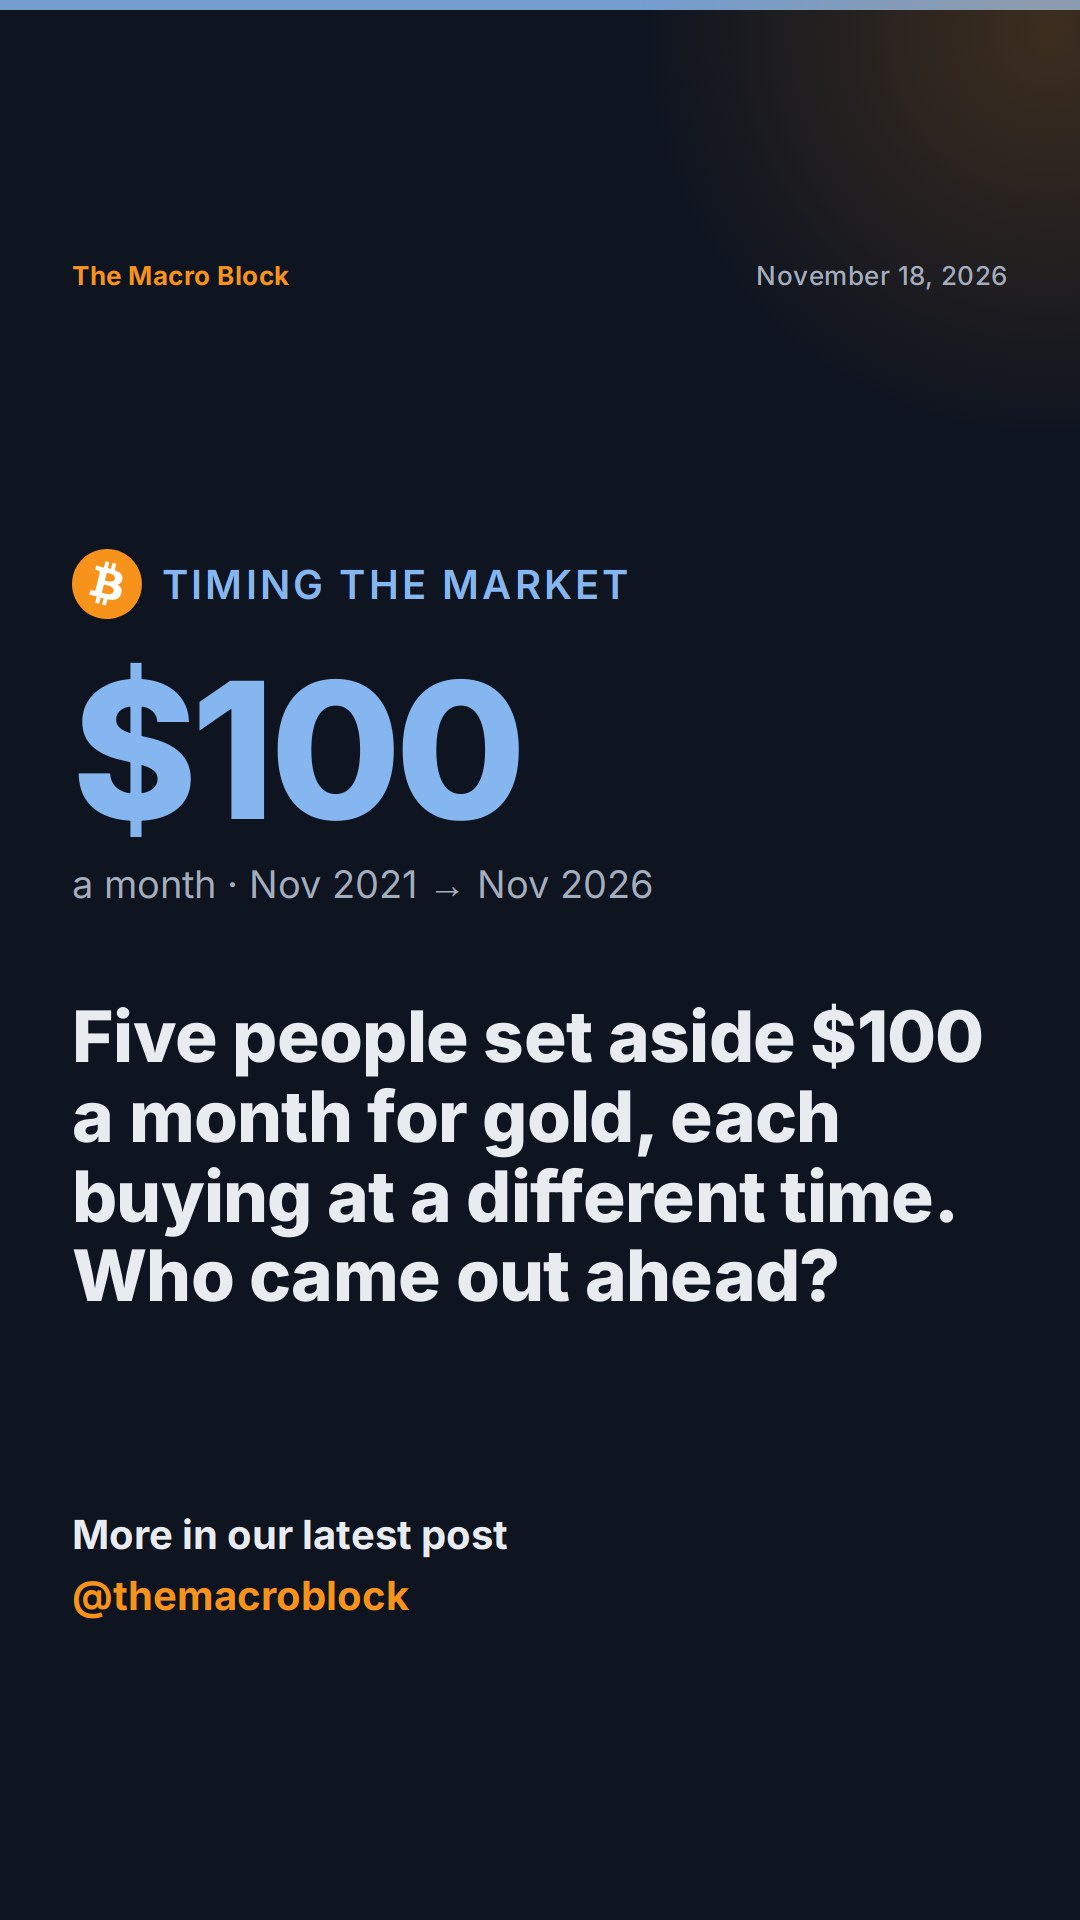 The Macro Block
November 18, 2026
TIMING THE MARKET
$100
a month · Nov 2021 → Nov 2026
Five people set aside $100
a month for gold, each
buying at a different time.
Who came out ahead?
More in our latest post
@themacroblock